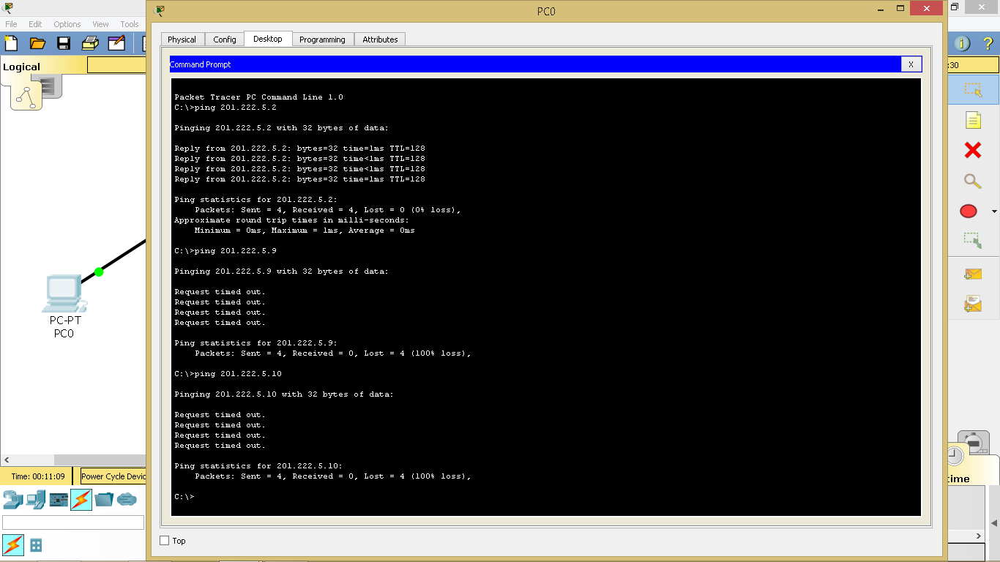 PC0
File Edit Options View Tools
Physical Config Desktop Programming Attributes
Logical
Command Prompt
X
:30
Packet Tracer PC Command Line 1.0
C:\>ping 201.222.5.2
Pinging 201.222.5.2 with 32 bytes of data:
Reply from 201.222.5.2: bytes=32 time=1ms TTL=128
Reply from 201.222.5.2: bytes=32 time<1ms TTL=128
Reply from 201.222.5.2: bytes=32 time<1ms TTL=128
Reply from 201.222.5.2: bytes=32 time=1ms TTL=128
Ping statistics for 201.222.5.2:
Packets: Sent = 4, Received = 4, Lost = 0 (0% loss),
Approximate round trip times in milli-seconds:
Minimum = 0ms, Maximum = 1ms, Average = 0ms
C:\>ping 201.222.5.9
Pinging 201.222.5.9 with 32 bytes of data:
Request timed out.
Request timed out.
Request timed out.
Request timed out.
Ping statistics for 201.222.5.9:
Packets: Sent = 4, Received = 0, Lost = 4 (100% loss),
C:\>ping 201.222.5.10
Pinging 201.222.5.10 with 32 bytes of data:
Request timed out.
Request timed out.
Request timed out.
Request timed out.
Ping statistics for 201.222.5.10:
Packets: Sent = 4, Received = 0, Lost = 4 (100% loss),
C:\>
PC-PT
PC0
Time: 00:11:09
Power Cycle Devic
time
Top